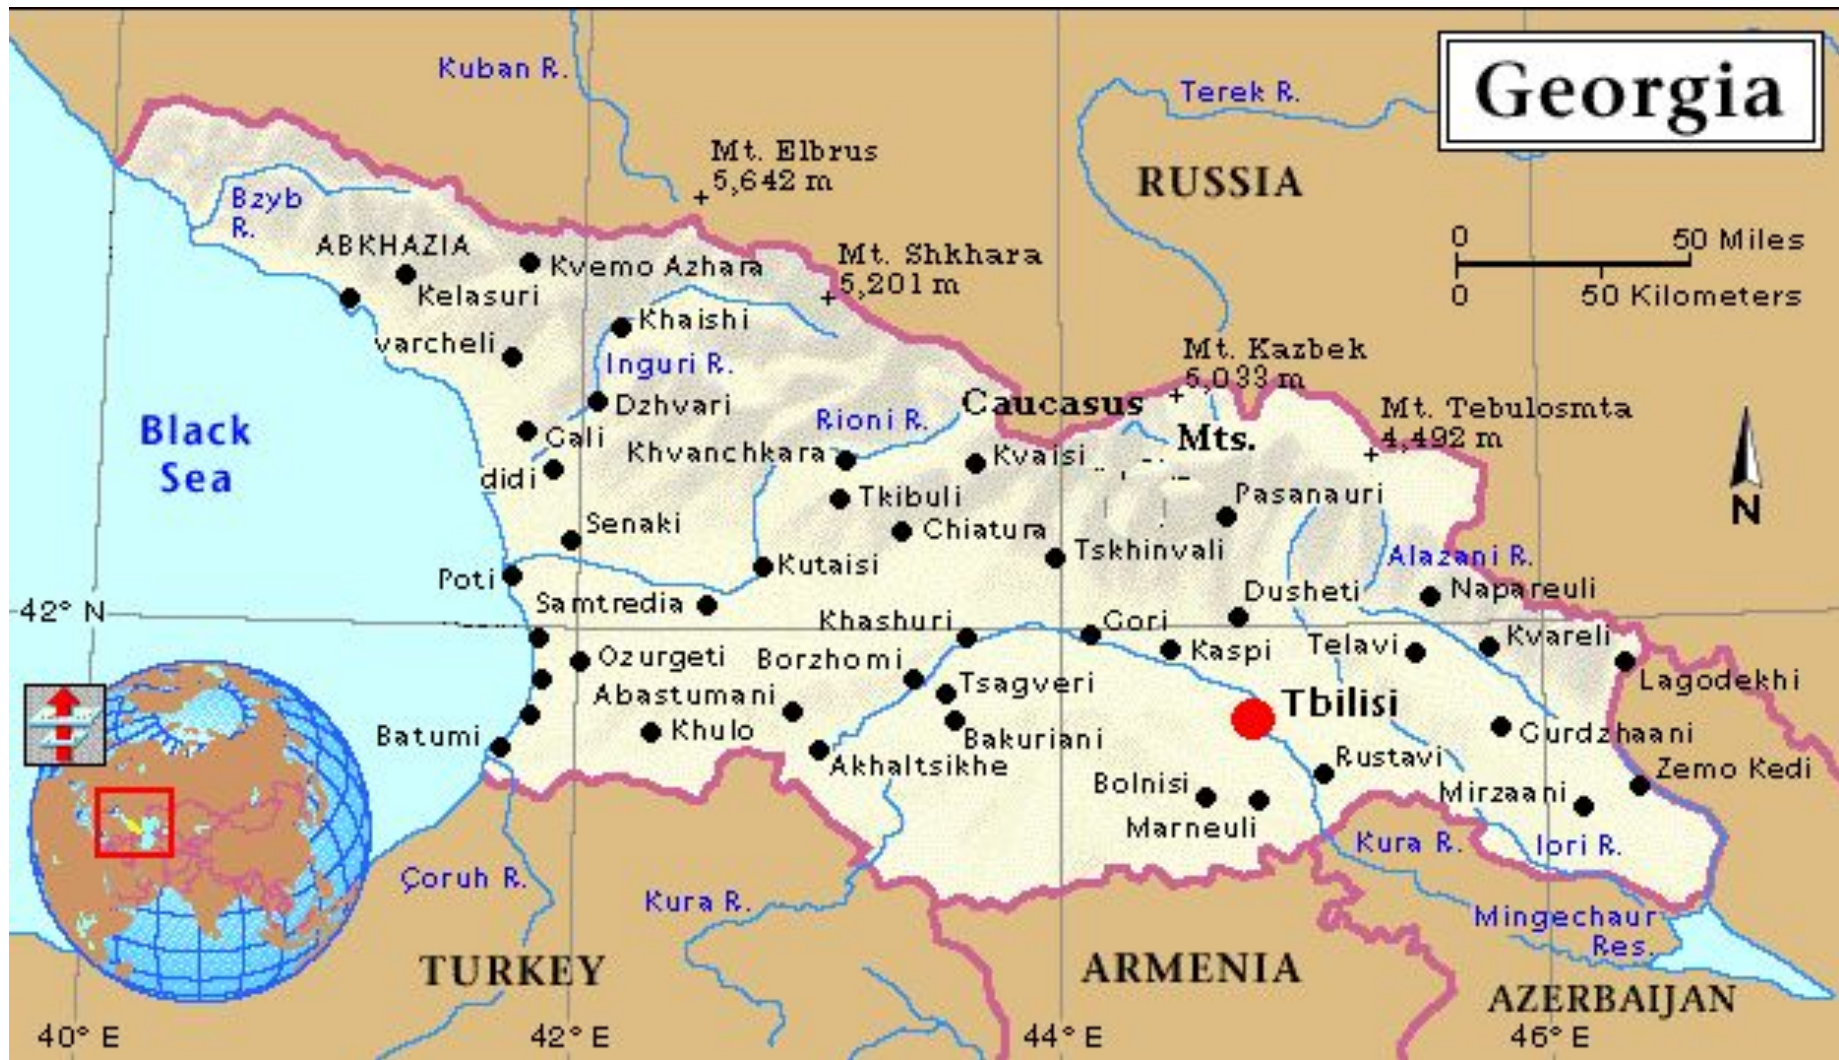 Georgia
Kuban R.
Terek R.
Mt. Elbrus
5,642 m
RUSSIA
Bzyb
R.
ABKHAZIA
Kvemo Azhara
Mt. Shkhara
5,201 m
0 50 Miles
0 50 Kilometers
Kelasuri
Khaishi
varcheli
Inguri R.
Mt. Kazbek
5,033 m
Caucasus
Mts.
Mt. Tebulosmta
4,492 m
Dzhvari
Rioni R.
Black
Sea
Gali
Khvanchkara
Kvaisi
didi
Tkibuli
Pasanauri
N
Senaki
Chiatura
Tskhinvali
Alazani R.
Poti
Kutaisi
Napareuli
42° N
Samtredia
Khashuri
Gori
Dusheti
Kvareli
Ozurgeti
Borzhomi
Kaspi
Telavi
Lagodekhi
Abastumani
Tsagveri
Tbilisi
Batumi
Khulo
Bakuriani
Gurdzhaani
Akhaltsikhe
Rustavi
Zemo Kedi
Bolnisi
Mirzaani
Marneuli
Kura R.
Iori R.
Çoruh R.
Kura R.
Mingechaur
Res.
TURKEY
ARMENIA
AZERBAIJAN
40° E
42° E
44° E
46° E